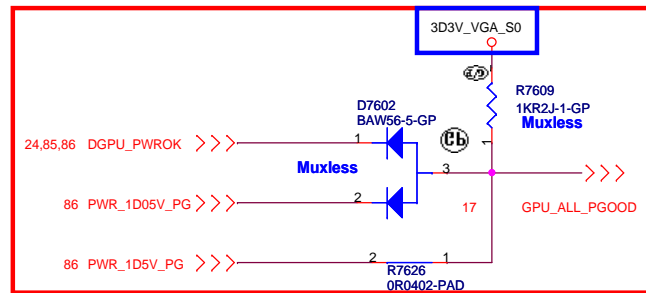 3D3V_VGA_S0
R7609
1KR2J-1-GP
Muxless
D7602
BAW56-5-GP
24,85,86 DGPU_PWROK
1
1
Muxless
3
86 PWR_1D05V_PG
2
17
GPU_ALL_PGOOD
86 PWR_1D5V_PG
2
1
R7626
0R0402-PAD